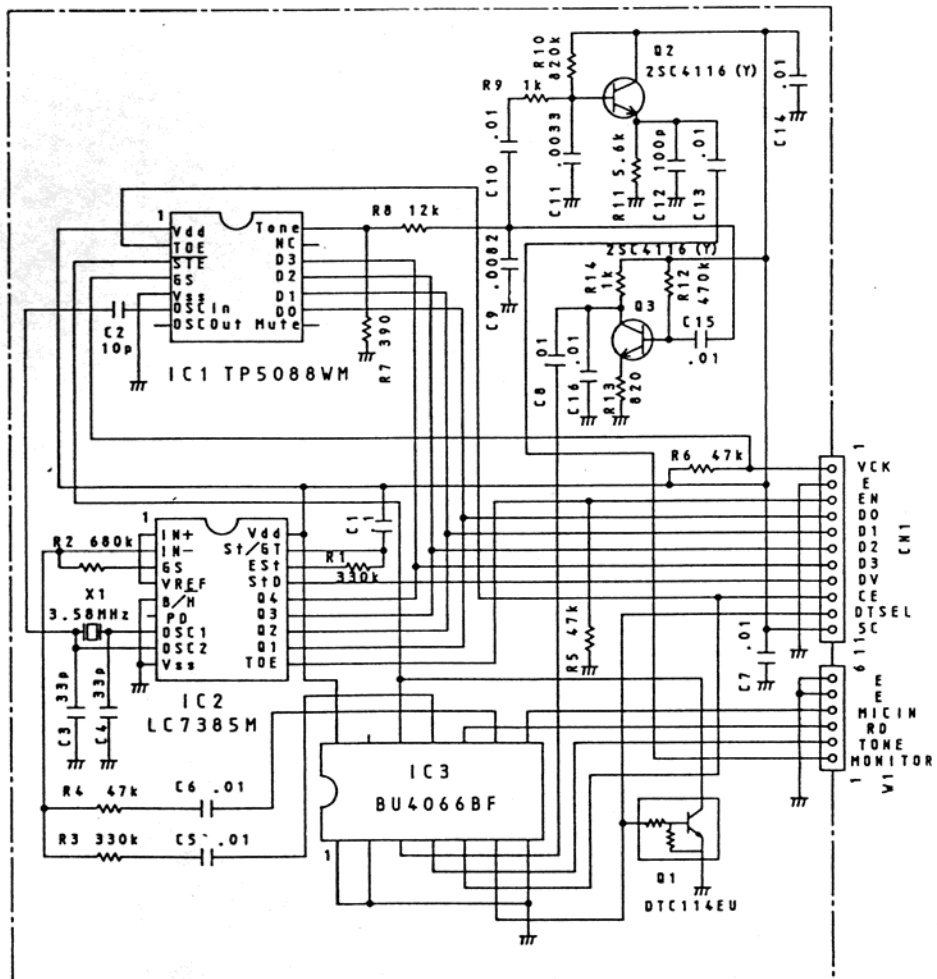 R10
820k
Q2
2SC4116 (Y)
R9
1k
C14
.01
C10
.01
C11
.0033
R11
5.6k
C12
100p
C13
.01
1
Vdd
TOE
STE
GS
Vss
OSCIn
OSCOut
Tone
NC
D3
D2
D1
D0
Mute
R8 12k
C9
.0082
2SC4116 (Y)
R14
1k
R12
470k
Q3
C15
.01
C2
10p
R7
390
IC1 TP5088WM
C8
.01
C16
.01
R13
820
R6 47k
1
VCK
E
EN
D0
D1
D2
D3
DV
CE
DTSEL
SC
CN1
11
1
IN+
IN-
GS
VREF
B/H
PD
OSC1
OSC2
Vss
Vdd
St/GT
ESt
StD
Q4
Q3
Q2
Q1
TOE
C1
.1
R1
330k
R2 680k
X1
3.58MHz
C3
33p
C4
33p
IC2
LC7385M
R5
47k
C7
.01
6
E
E
MICIN
RD
TONE
MONITOR
1
W1
IC3
BU4066BF
1
R4 47k
C6 .01
R3 330k
C5 .01
Q1
DTC114EU